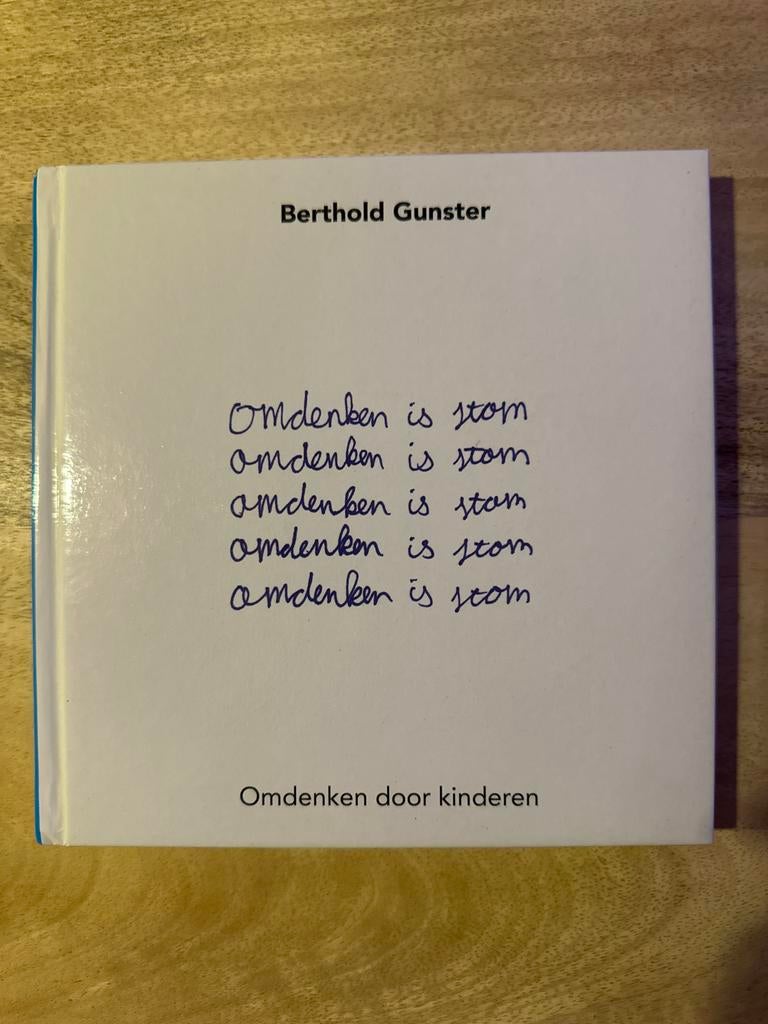 Berthold Gunster
Omdenken is stom
omdenken is stom
omdenken is stom
omdenken is stom
omdenken is stom
Omdenken door kinderen